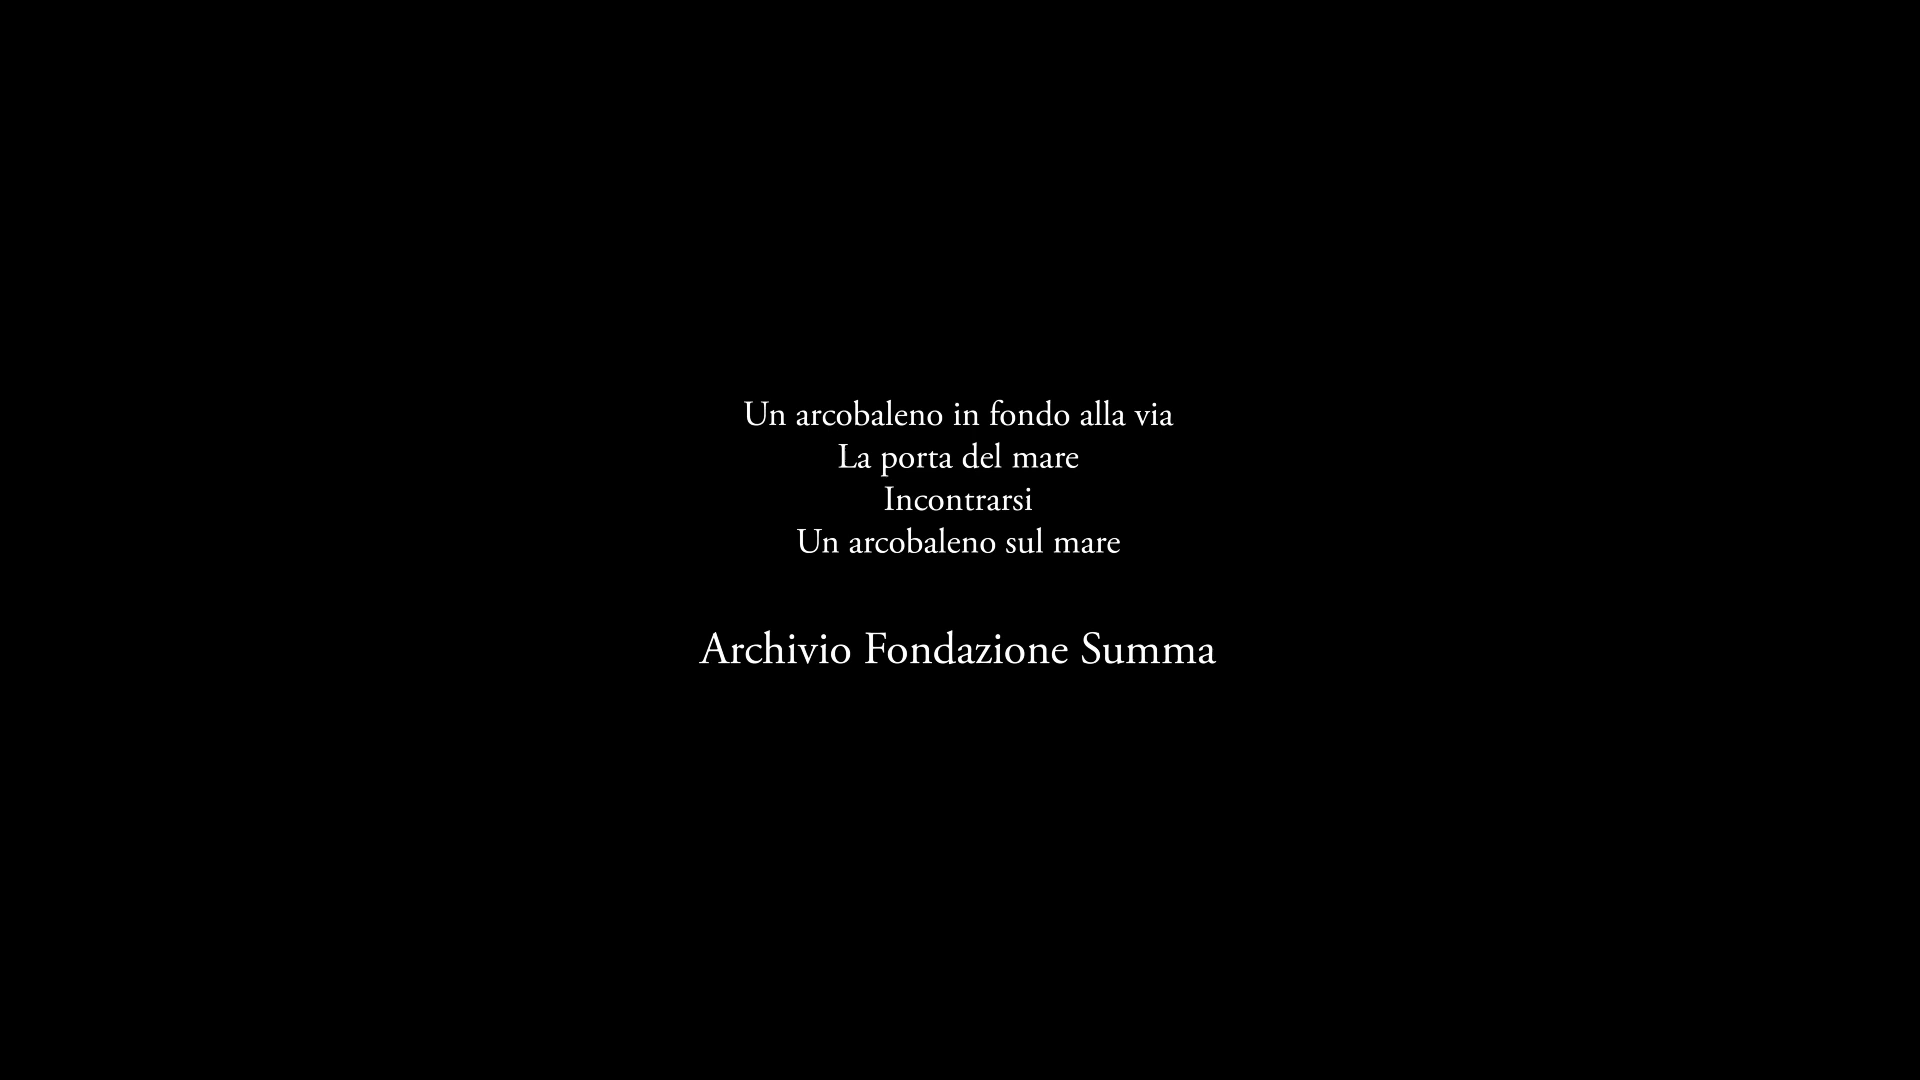 Un arcobaleno in fondo alla via
La porta del mare
Incontrarsi
Un arcobaleno sul mare
Archivio Fondazione Summa